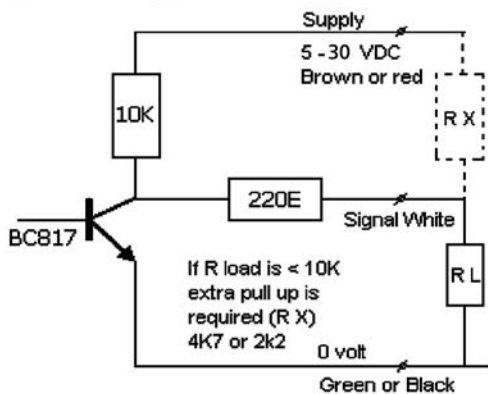 Supply
5-30 VDC
Brown or red
10K
R X
220E
Signal White
BC817
If R load is < 10K
extra pull up is
required (R X)
4K7 or 2k2
R L
0 volt
Green or Black